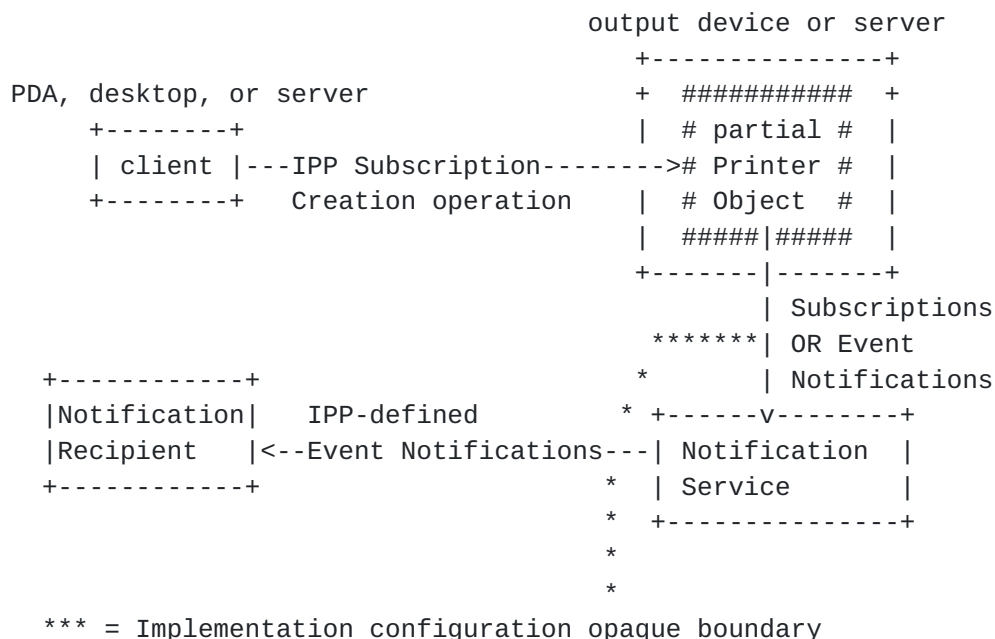 output device or server
                                        +---------------+
PDA, desktop, or server                 +  ###########  +
     +--------+                         |  # partial #  |
     | client |---IPP Subscription--------># Printer #  |
     +--------+   Creation operation    |  # Object  #  |
                                        |  #####|#####  |
                                        +-------|-------+
                                                | Subscriptions
                                         *******| OR Event
  +------------+                        *       | Notifications
  |Notification|   IPP-defined         * +------v--------+
  |Recipient   |<--Event Notifications---| Notification  |
  +------------+                      *  | Service       |
                                      *  +---------------+
                                      *
                                      *
  *** = Implementation configuration opaque boundary